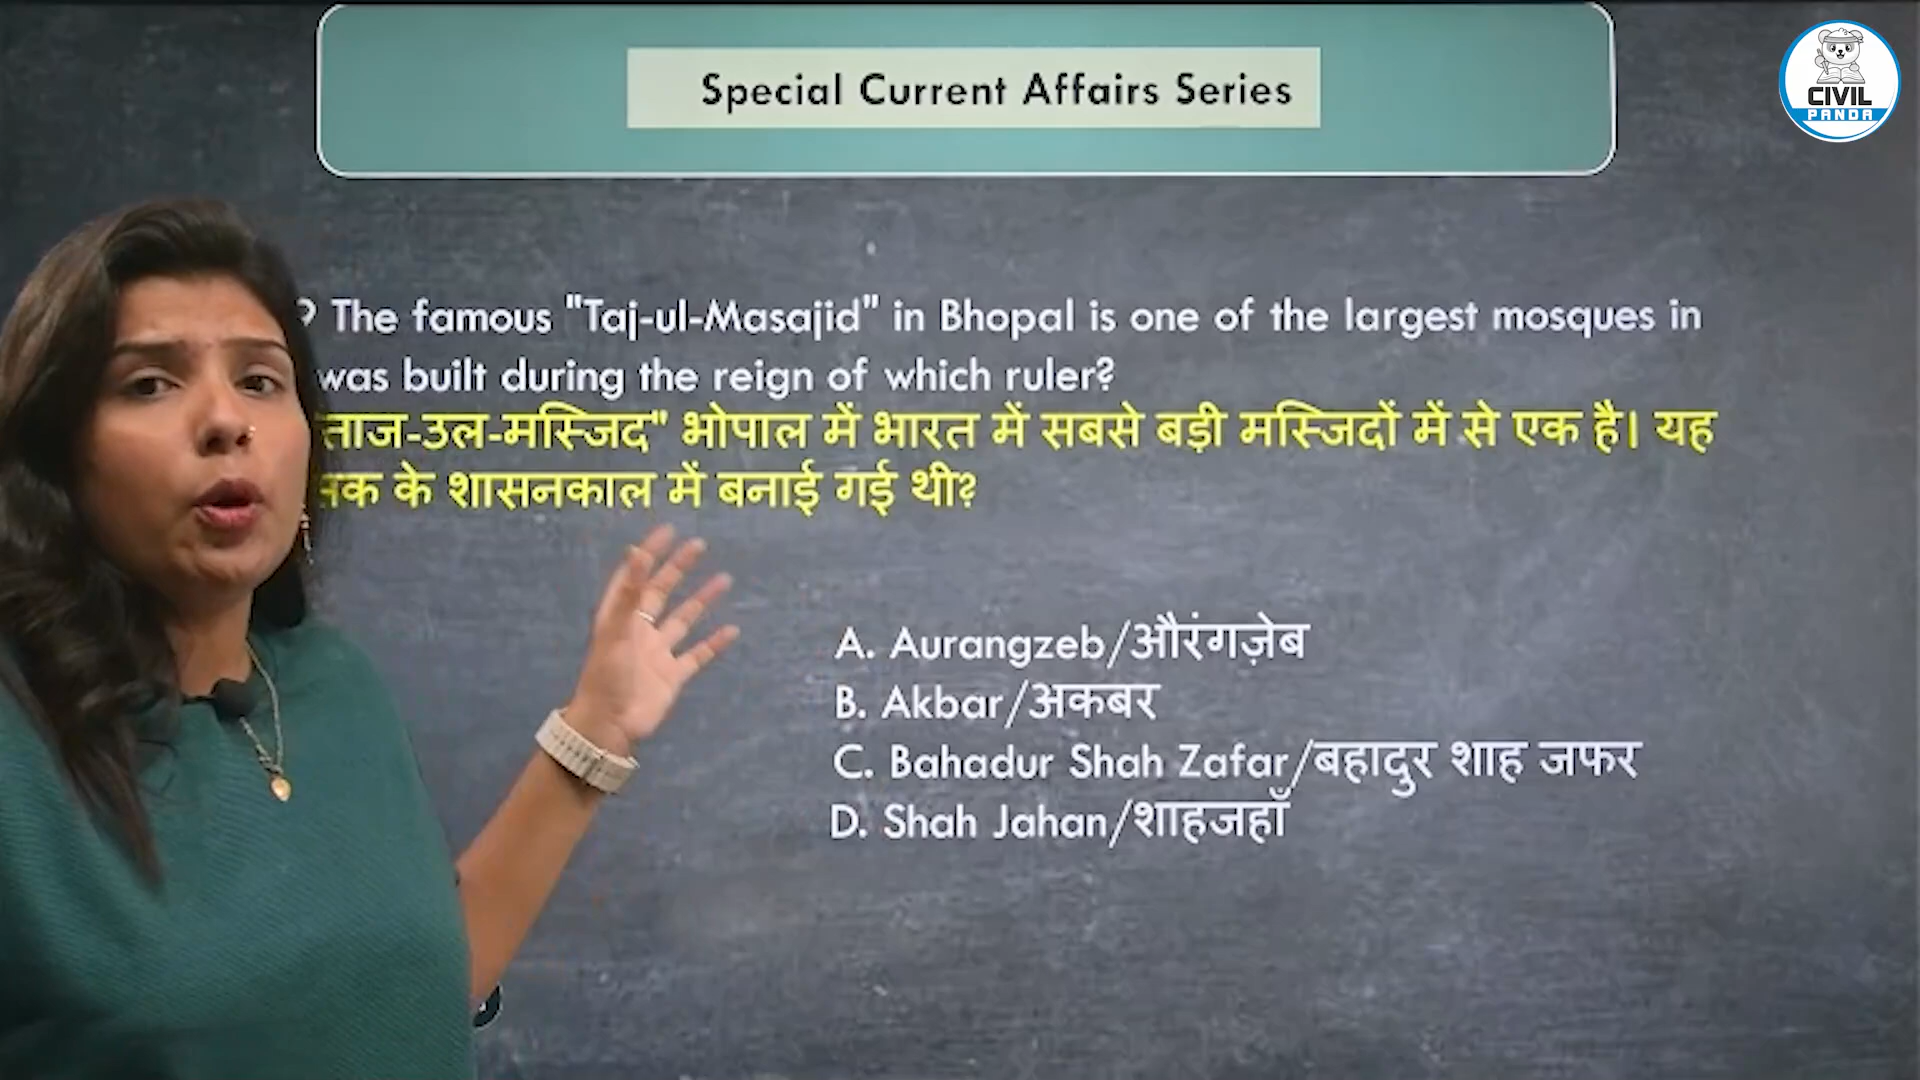 Special Current Affairs Series
CIVIL
PANDA
? The famous "Taj-ul-Masajid" in Bhopal is one of the largest mosques in
was built during the reign of which ruler?
ताज-उल-मस्जिद" भोपाल में भारत में सबसे बड़ी मस्जिदों में से एक है। यह
के शासनकाल में बनाई गई थी?
A. Aurangzeb/औरंगज़ेब
B. Akbar/अकबर
C. Bahadur Shah Zafar/बहादुर शाह जफर
D. Shah Jahan/शाहजहाँ